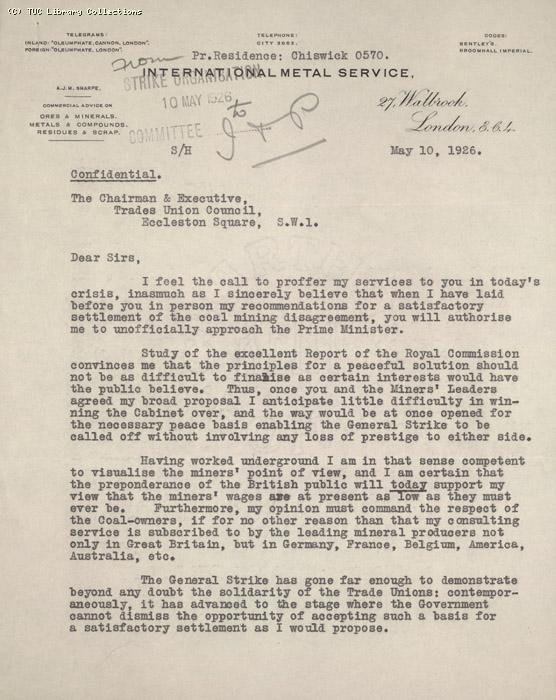 (c) TUC Library Collections
TELEGRAMS:
INLAND: "OLEUMPHATE, CANNON, LONDON".
FOREIGN: "OLEUMPHATE, LONDON".
TELEPHONE:
CITY 2062.
CODES:
BENTLEY'S.
BROOMHALL IMPERIAL.
from
Pr.Residence: Chiswick 0570.
INTERNATIONAL METAL SERVICE,
STRIKE ORGANISATION
10 MAY 1926
COMMITTEE
A.J.M. SHARPE.
COMMERCIAL ADVICE ON
ORES & MINERALS.
METALS & COMPOUNDS.
RESIDUES & SCRAP.
27, Walbrook,
London, E.C.4.
S/H
May 10, 1926.
Confidential.
The Chairman & Executive,
Trades Union Council,
Eccleston Square, S.W.1.
Dear Sirs,
I feel the call to proffer my services to you in today's
crisis, inasmuch as I sincerely believe that when I have laid
before you in person my recommendations for a satisfactory
settlement of the coal mining disagreement, you will authorise
me to unofficially approach the Prime Minister.
Study of the excellent Report of the Royal Commission
convinces me that the principles for a peaceful solution should
not be as difficult to finalise as certain interests would have
the public believe. Thus, once you and the Miners' Leaders
agreed my broad proposal I anticipate little difficulty in win-
ning the Cabinet over, and the way would be at once opened for
the necessary peace basis enabling the General Strike to be
called off without involving any loss of prestige to either side.
Having worked underground I am in that sense competent
to visualise the miners' point of view, and I am certain that
the preponderance of the British public will today support my
view that the miners' wages are at present as low as they must
ever be. Furthermore, my opinion must command the respect of
the Coal-owners, if for no other reason than that my consulting
service is subscribed to by the leading mineral producers not
only in Great Britain, but in Germany, France, Belgium, America,
Australia, etc.
The General Strike has gone far enough to demonstrate
beyond any doubt the solidarity of the Trade Unions: contempor-
aneously, it has advanced to the stage where the Government
cannot dismiss the opportunity of accepting such a basis for
a satisfactory settlement as I would propose.